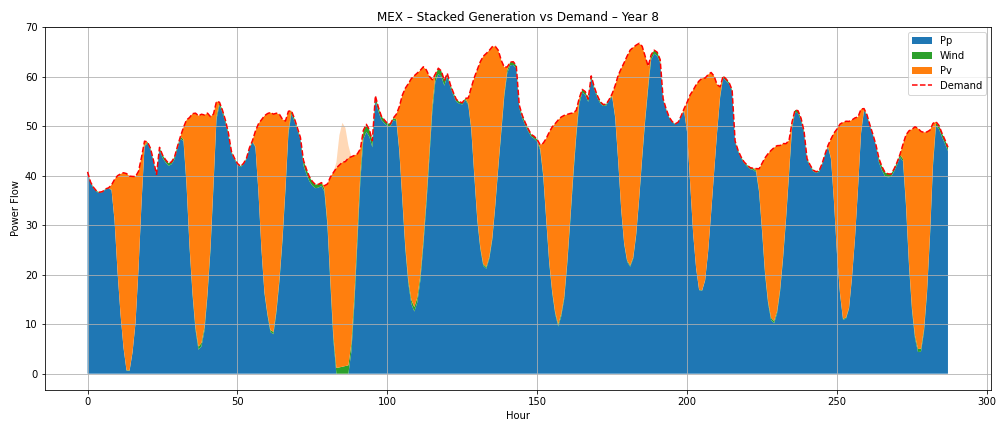 MEX – Stacked Generation vs Demand – Year 8
Power Flow
70
60
50
40
30
20
10
0
Pp
Wind
Pv
Demand
0 50 100 150 200 250 300
Hour